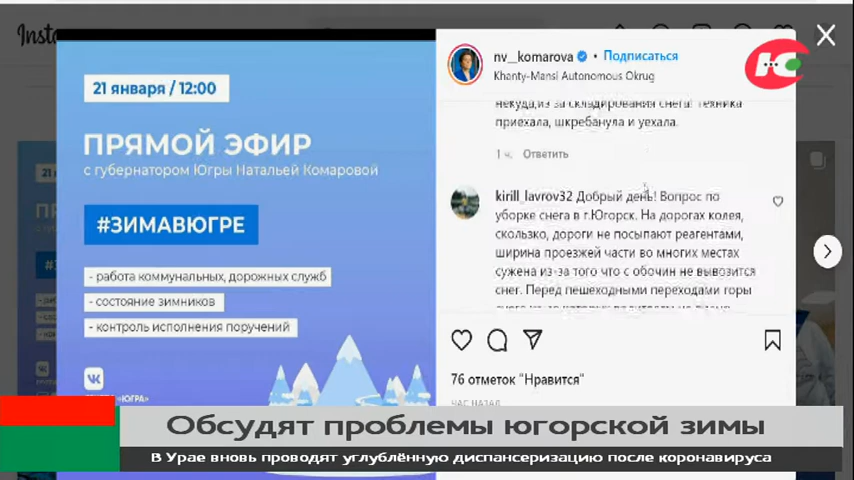 Insta
21 января / 12:00
ПРЯМОЙ ЭФИР
с губернатором Югры Натальей Комаровой
#ЗИМАВЮГРЕ
- работа коммунальных, дорожных служб
- состояние зимников
- контроль исполнения поручений
nv__komarova • Подписаться
Khanty-Mansi Autonomous Okrug
некуда,из за складирования снега! Техника
приехала, шкребанула и уехала.
1 ч. Ответить
kirill_lavrov32 Добрый день! Вопрос по
уборке снега в г.Югорск. На дорогах колея,
скользко, дороги не посыпают реагентами,
ширина проезжей части во многих местах
сужена из-за того что с обочин не вывозится
снег. Перед пешеходными переходами горы
76 отметок "Нравится"
ЧАС НАЗАД
Обсудят проблемы югорской зимы
В Урае вновь проводят углублённую диспансеризацию после коронавируса